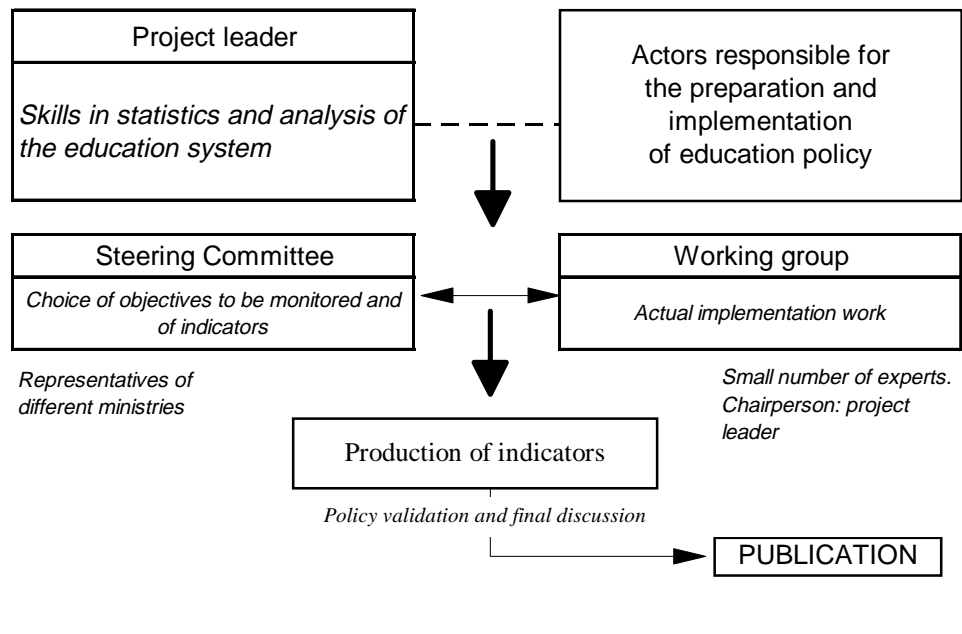 Project leader
Skills in statistics and analysis of
the education system
Actors responsible for
the preparation and
implementation
of education policy
Steering Committee
Choice of objectives to be monitored and
of indicators
Working group
Actual implementation work
Representatives of
different ministries
Small number of experts.
Chairperson: project
leader
Production of indicators
Policy validation and final discussion
PUBLICATION